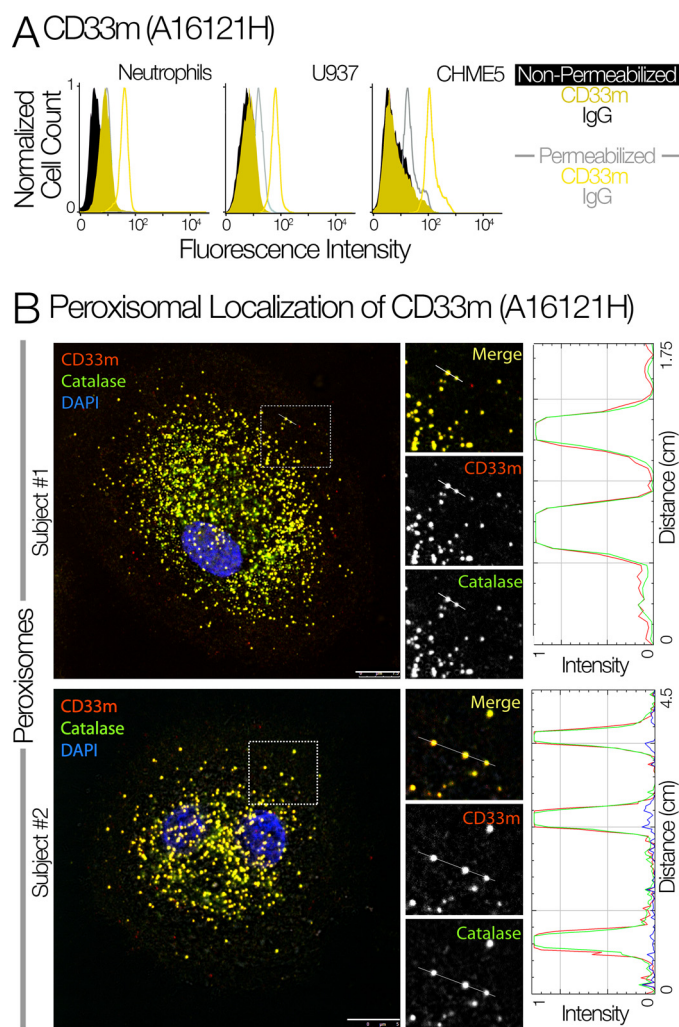 A CD33m (A16121H)
Neutrophils
U937
CHME5
Normalized
Cell Count
1
0
0 10² 10⁴
0 10² 10⁴
0 10² 10⁴
Fluorescence Intensity
Non-Permeabilized
CD33m
IgG
Permeabilized
CD33m
IgG
B Peroxisomal Localization of CD33m (A16121H)
Peroxisomes
Subject #1
CD33m
Catalase
DAPI
Merge
CD33m
Catalase
1.75
Distance (cm)
0
1 Intensity 0
Subject #2
CD33m
Catalase
DAPI
Merge
CD33m
Catalase
4.5
Distance (cm)
0
1 Intensity 0